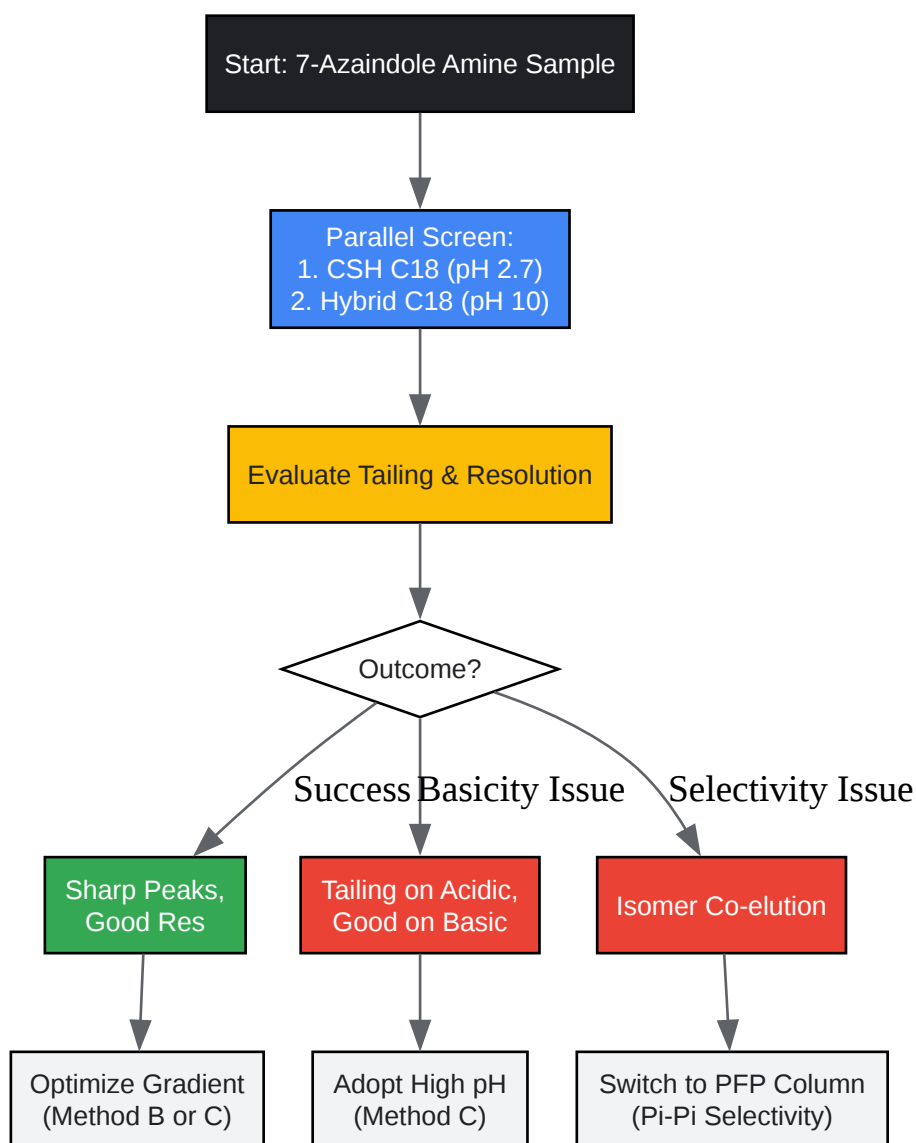 Start: 7-Azaindole Amine Sample
Parallel Screen:
1. CSH C18 (pH 2.7)
2. Hybrid C18 (pH 10)
Evaluate Tailing & Resolution
Outcome?
Success
Basicity Issue
Selectivity Issue
Sharp Peaks,
Good Res
Tailing on Acidic,
Good on Basic
Isomer Co-elution
Optimize Gradient
(Method B or C)
Adopt High pH
(Method C)
Switch to PFP Column
(Pi-Pi Selectivity)